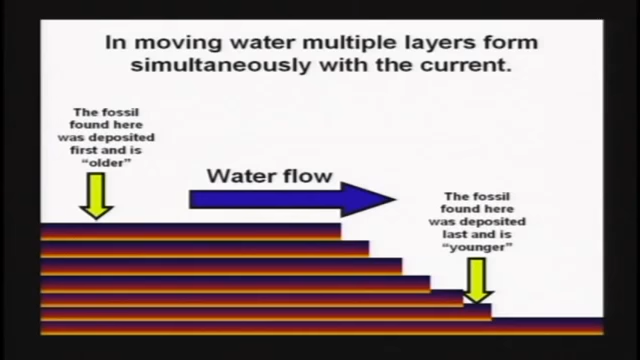 In moving water multiple layers form
simultaneously with the current.
The fossil
found here
was deposited
first and is
“older”
Water flow
The fossil
found here
was deposited
last and is
“younger”